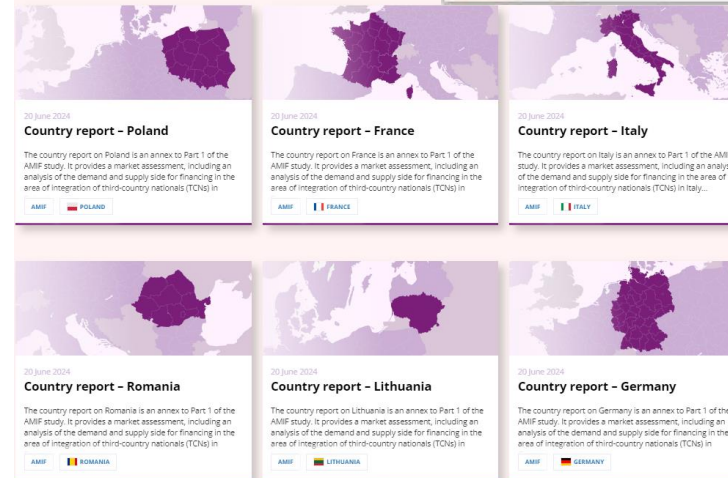 20 June 2024
Country report – Poland
The country report on Poland is an annex to Part 1 of the
AMIF study. It provides a market assessment, including an
analysis of the demand and supply side for financing in the
area of integration of third-country nationals (TCNs) in
AMIF POLAND
20 June 2024
Country report – France
The country report on France is an annex to Part 1 of the
AMIF study. It provides a market assessment, including an
analysis of the demand and supply side for financing in the
area of integration of third-country nationals (TCNs) in
AMIF FRANCE
20 June 2024
Country report – Italy
The country report on Italy is an annex to Part 1 of the AMI
study. It provides a market assessment, including an analys
of the demand and supply side for financing in the area of
integration of third-country nationals (TCNs) in Italy...
AMIF ITALY
20 June 2024
Country report – Romania
The country report on Romania is an annex to Part 1 of the
AMIF study. It provides a market assessment, including an
analysis of the demand and supply side for financing in the
area of integration of third-country nationals (TCNs) in
AMIF ROMANIA
20 June 2024
Country report – Lithuania
The country report on Lithuania is an annex to Part 1 of the
AMIF study. It provides a market assessment, including an
analysis of the demand and supply side for financing in the
area of integration of third-country nationals (TCNs) in
AMIF LITHUANIA
20 June 2024
Country report – Germany
The country report on Germany is an annex to Part 1 of the
AMIF study. It provides a market assessment, including an
analysis of the demand and supply side for financing in the
area of integration of third-country nationals (TCNs) in
AMIF GERMANY